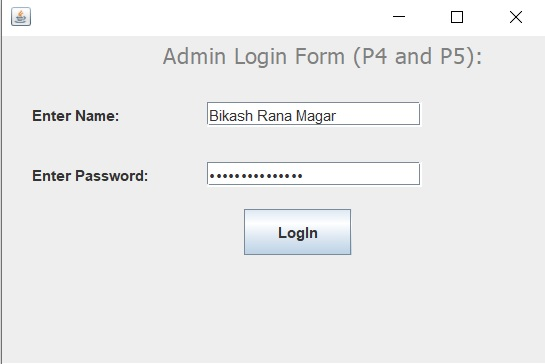 Admin Login Form (P4 and P5):
Enter Name: Bikash Rana Magar
Enter Password: •••••••••••••••
LogIn